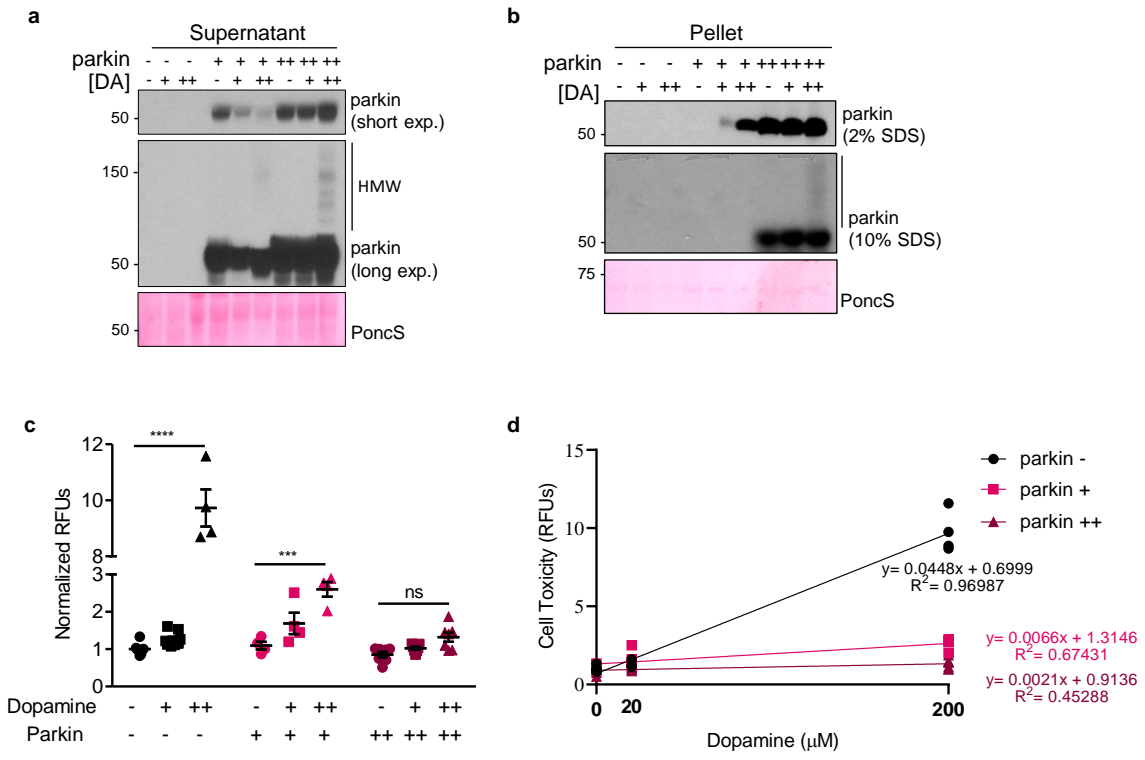 a
Supernatant
parkin - - - + + + ++ ++ ++
[DA] - + ++ - + ++ - + ++
50
parkin
(short exp.)
150
HMW
50
parkin
(long exp.)
50
PoncS
b
Pellet
parkin - - - + + + ++ ++ ++
[DA] - + ++ - + ++ - + ++
50
parkin
(2% SDS)
50
parkin
(10% SDS)
75
PoncS
c
Normalized RFUs
12
10
8
3
2
1
0
****
***
ns
Dopamine - + ++ - + ++ - + ++
Parkin - - - + + + ++ ++ ++
d
Cell Toxicity (RFUs)
15
10
5
0
0 20 200
Dopamine (μM)
parkin -
parkin +
parkin ++
y= 0.0448x + 0.6999
R²= 0.96987
y= 0.0066x + 1.3146
R²= 0.67431
y= 0.0021x + 0.9136
R²= 0.45288